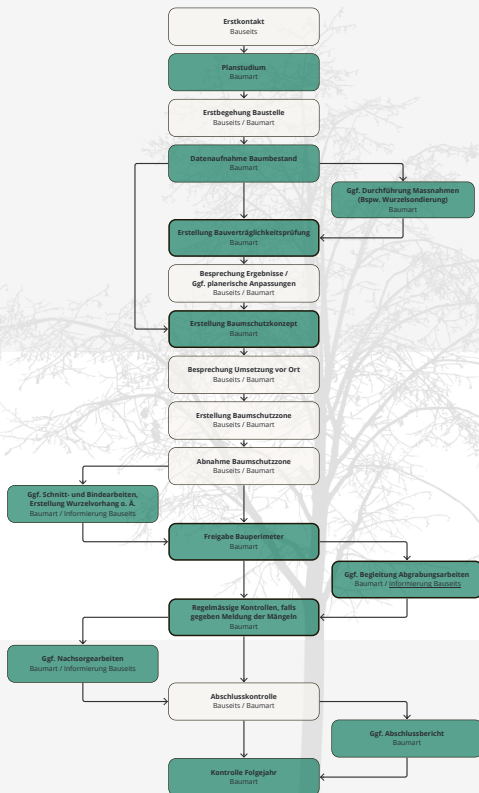 Erstkontakt
Bauseits
Planstudium
Baumart
Erstbegehung Baustelle
Bauseits / Baumart
Datenaufnahme Baumbestand
Baumart
Ggf. Durchführung Massnahmen
(Bspw. Wurzelsondierung)
Baumart
Erstellung Bauverträglichkeitsprüfung
Baumart
Besprechung Ergebnisse /
Ggf. planerische Anpassungen
Bauseits / Baumart
Erstellung Baumschutzkonzept
Baumart
Besprechung Umsetzung vor Ort
Bauseits / Baumart
Erstellung Baumschutzzone
Bauseits / Baumart
Abnahme Baumschutzzone
Bauseits / Baumart
Ggf. Schnitt- und Bindearbeiten,
Erstellung Wurzelvorhang o. Ä.
Baumart / Informierung Bauseits
Freigabe Bauperimeter
Baumart
Ggf. Begleitung Abgrabungsarbeiten
Baumart / Informierung Bauseits
Regelmässige Kontrollen, falls
gegeben Meldung der Mängeln
Baumart
Ggf. Nachsorgearbeiten
Baumart / Informierung Bauseits
Abschlusskontrolle
Bauseits / Baumart
Ggf. Abschlussbericht
Baumart
Kontrolle Folgejahr
Baumart